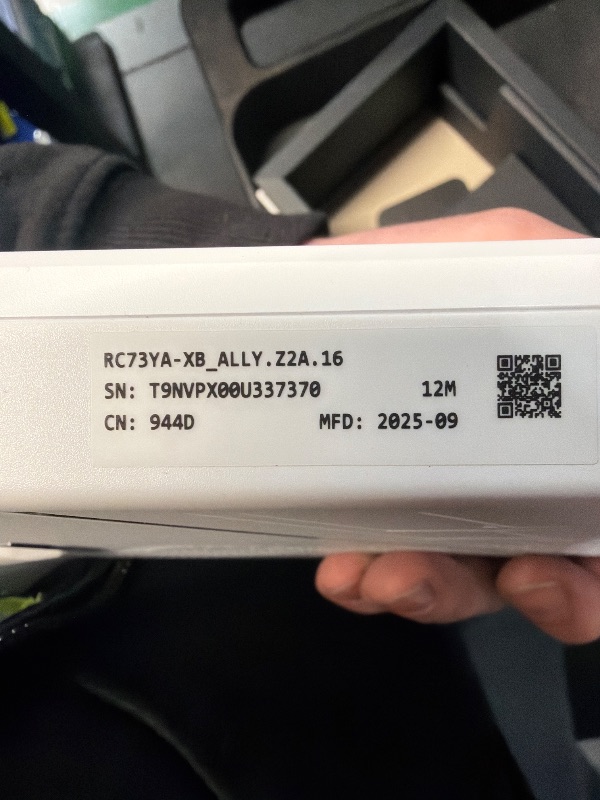 RC73YA-XB_ALLY.Z2A.16
SN: T9NVPX00U337370 12M
CN: 944D MFD: 2025-09